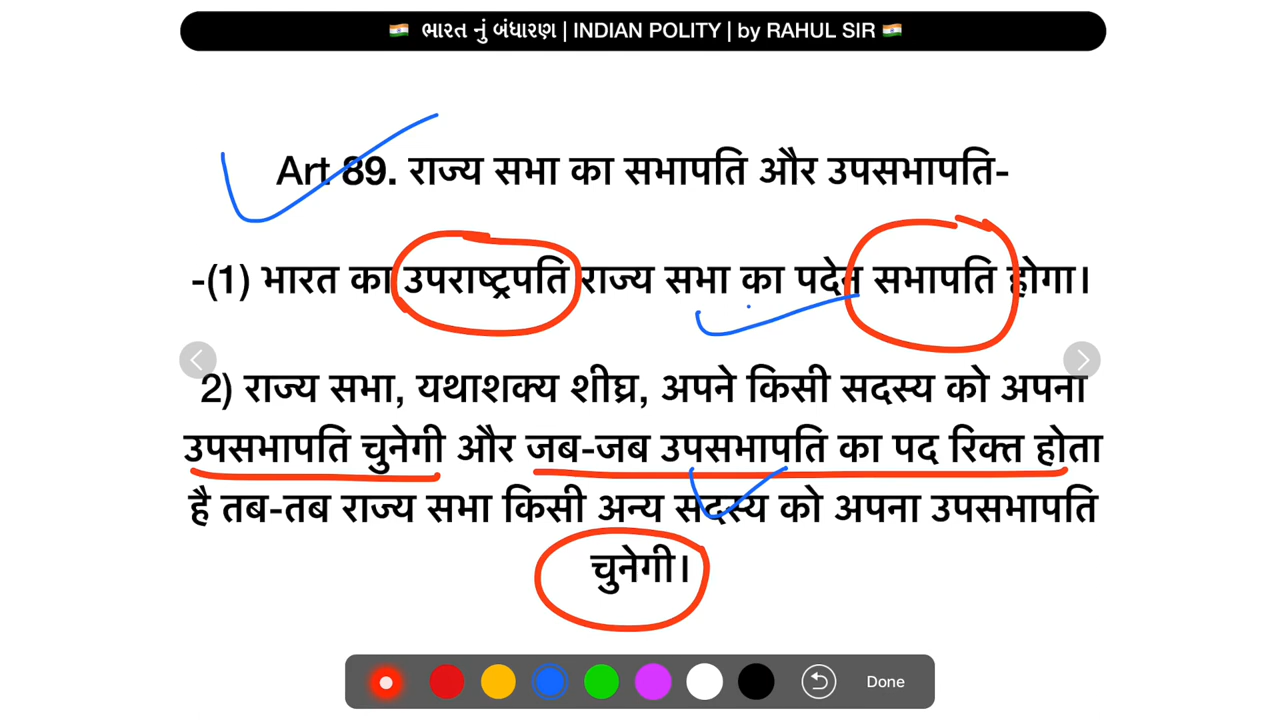 🇮🇳 ભારત નું બંધારણ | INDIAN POLITY | by RAHUL SIR 🇮🇳
Art 89. राज्य सभा का सभापति और उपसभापति-
-(1) भारत का उपराष्ट्रपति राज्य सभा का पदेन सभापति होगा।
2) राज्य सभा, यथाशक्य शीघ्र, अपने किसी सदस्य को अपना
उपसभापति चुनेगी और जब-जब उपसभापति का पद रिक्त होता
है तब-तब राज्य सभा किसी अन्य सदस्य को अपना उपसभापति
चुनेगी।
Done